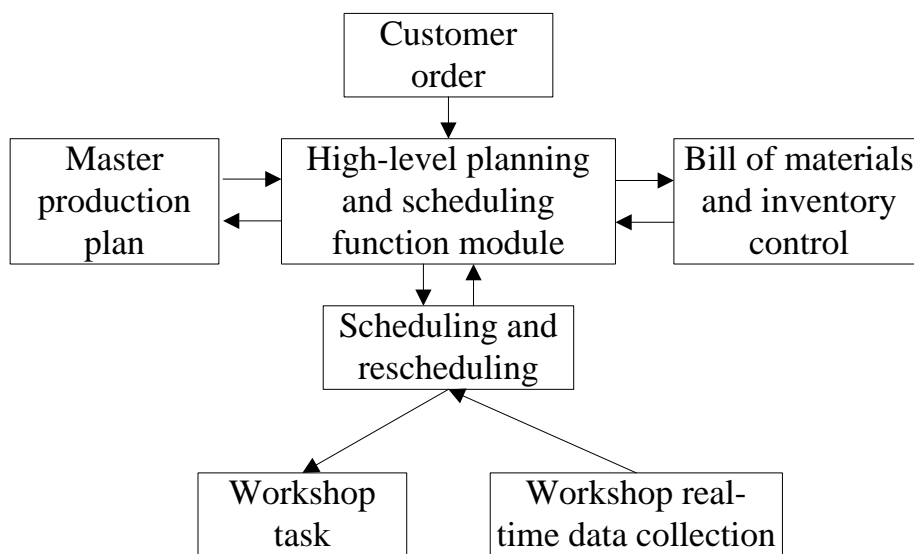 Customer
order
Master
production
plan
High-level planning
and scheduling
function module
Bill of materials
and inventory
control
Scheduling and
rescheduling
Workshop
task
Workshop real-
time data collection